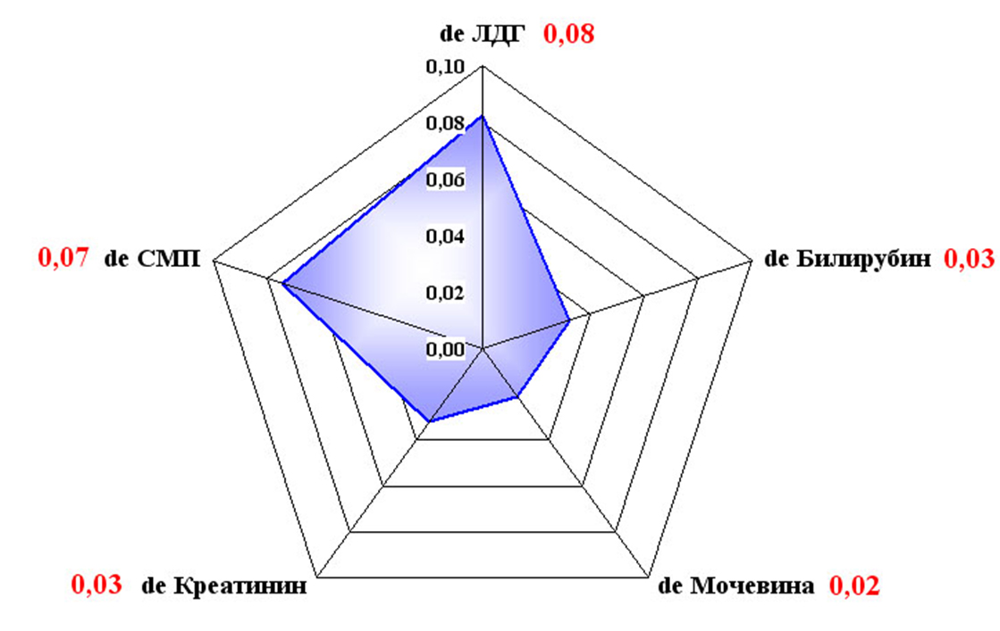 de ЛДГ 0,08
0,10
0,08
0,06
0,04
0,02
0,00
0,07 de СМП
de Билирубин 0,03
0,03 de Креатинин
de Мочевина 0,02